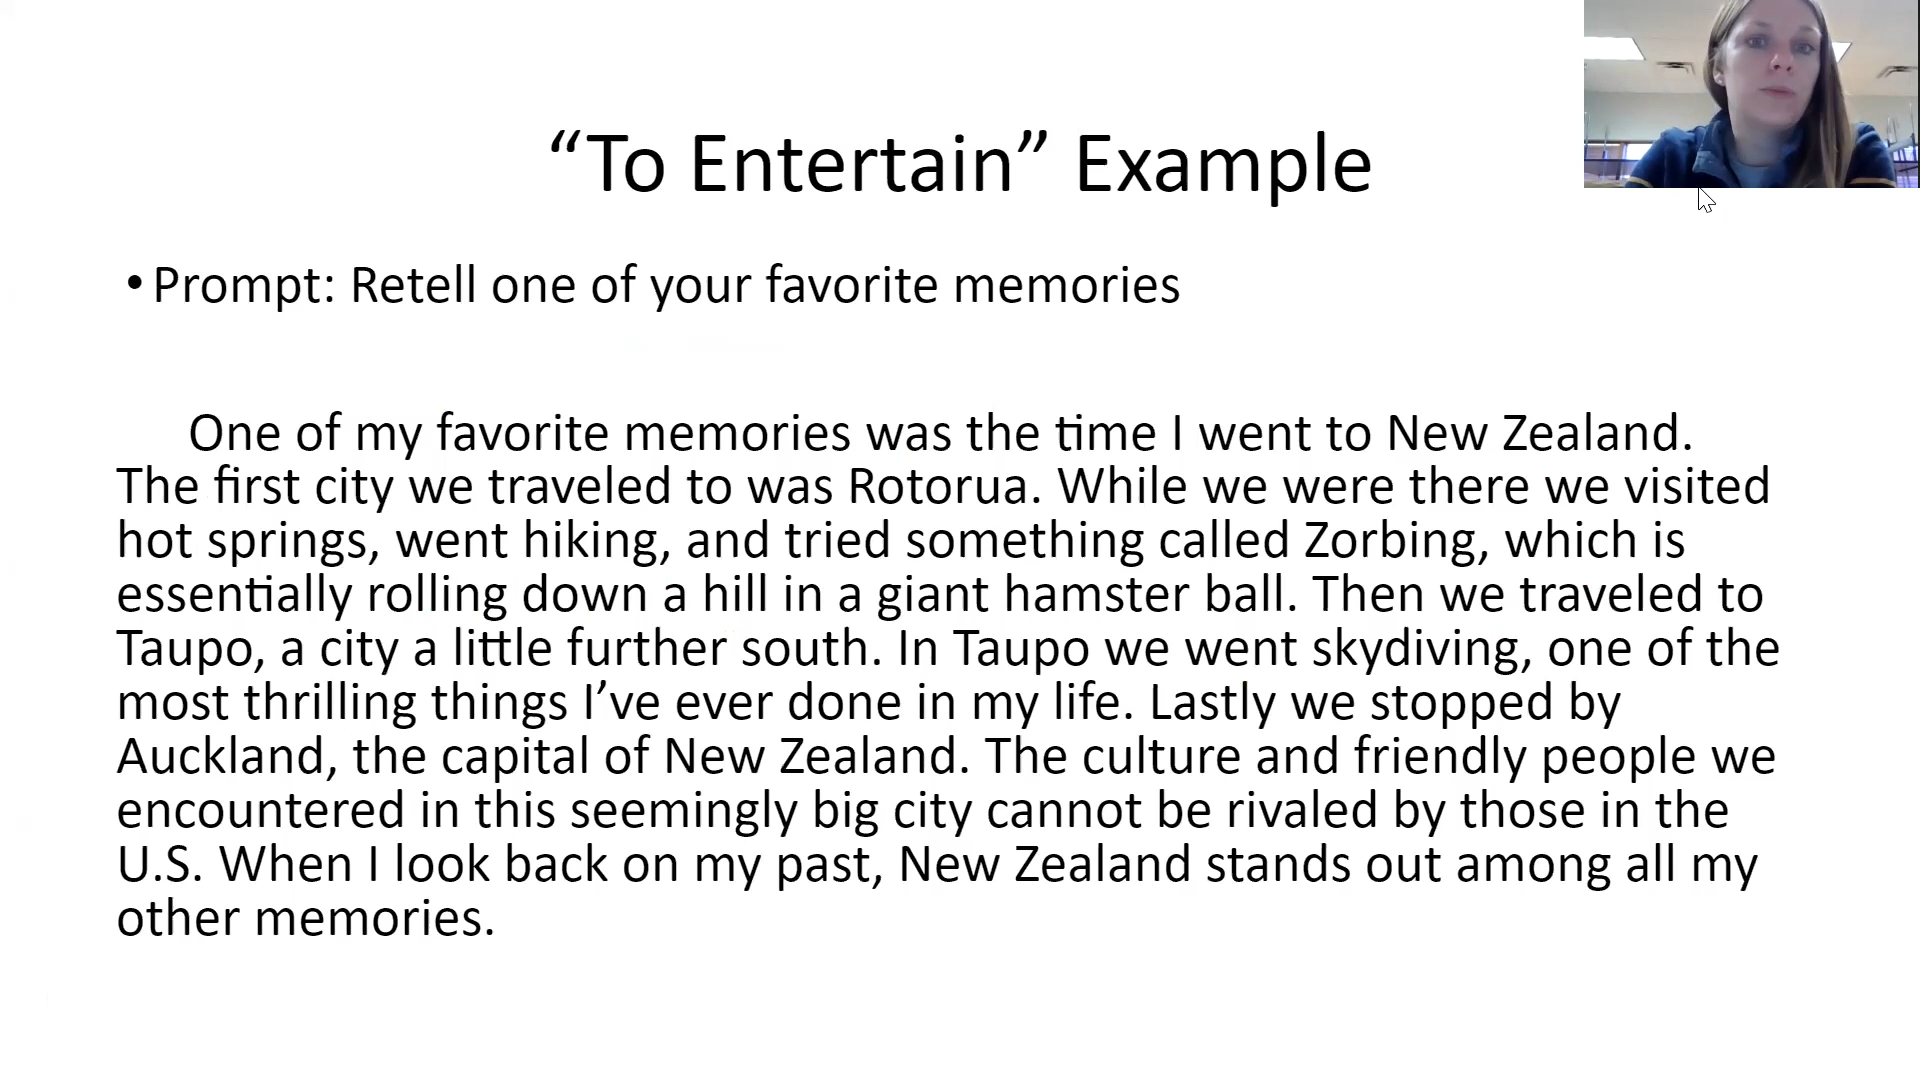 “To Entertain” Example
• Prompt: Retell one of your favorite memories
One of my favorite memories was the time I went to New Zealand.
The first city we traveled to was Rotorua. While we were there we visited
hot springs, went hiking, and tried something called Zorbing, which is
essentially rolling down a hill in a giant hamster ball. Then we traveled to
Taupo, a city a little further south. In Taupo we went skydiving, one of the
most thrilling things I’ve ever done in my life. Lastly we stopped by
Auckland, the capital of New Zealand. The culture and friendly people we
encountered in this seemingly big city cannot be rivaled by those in the
U.S. When I look back on my past, New Zealand stands out among all my
other memories.